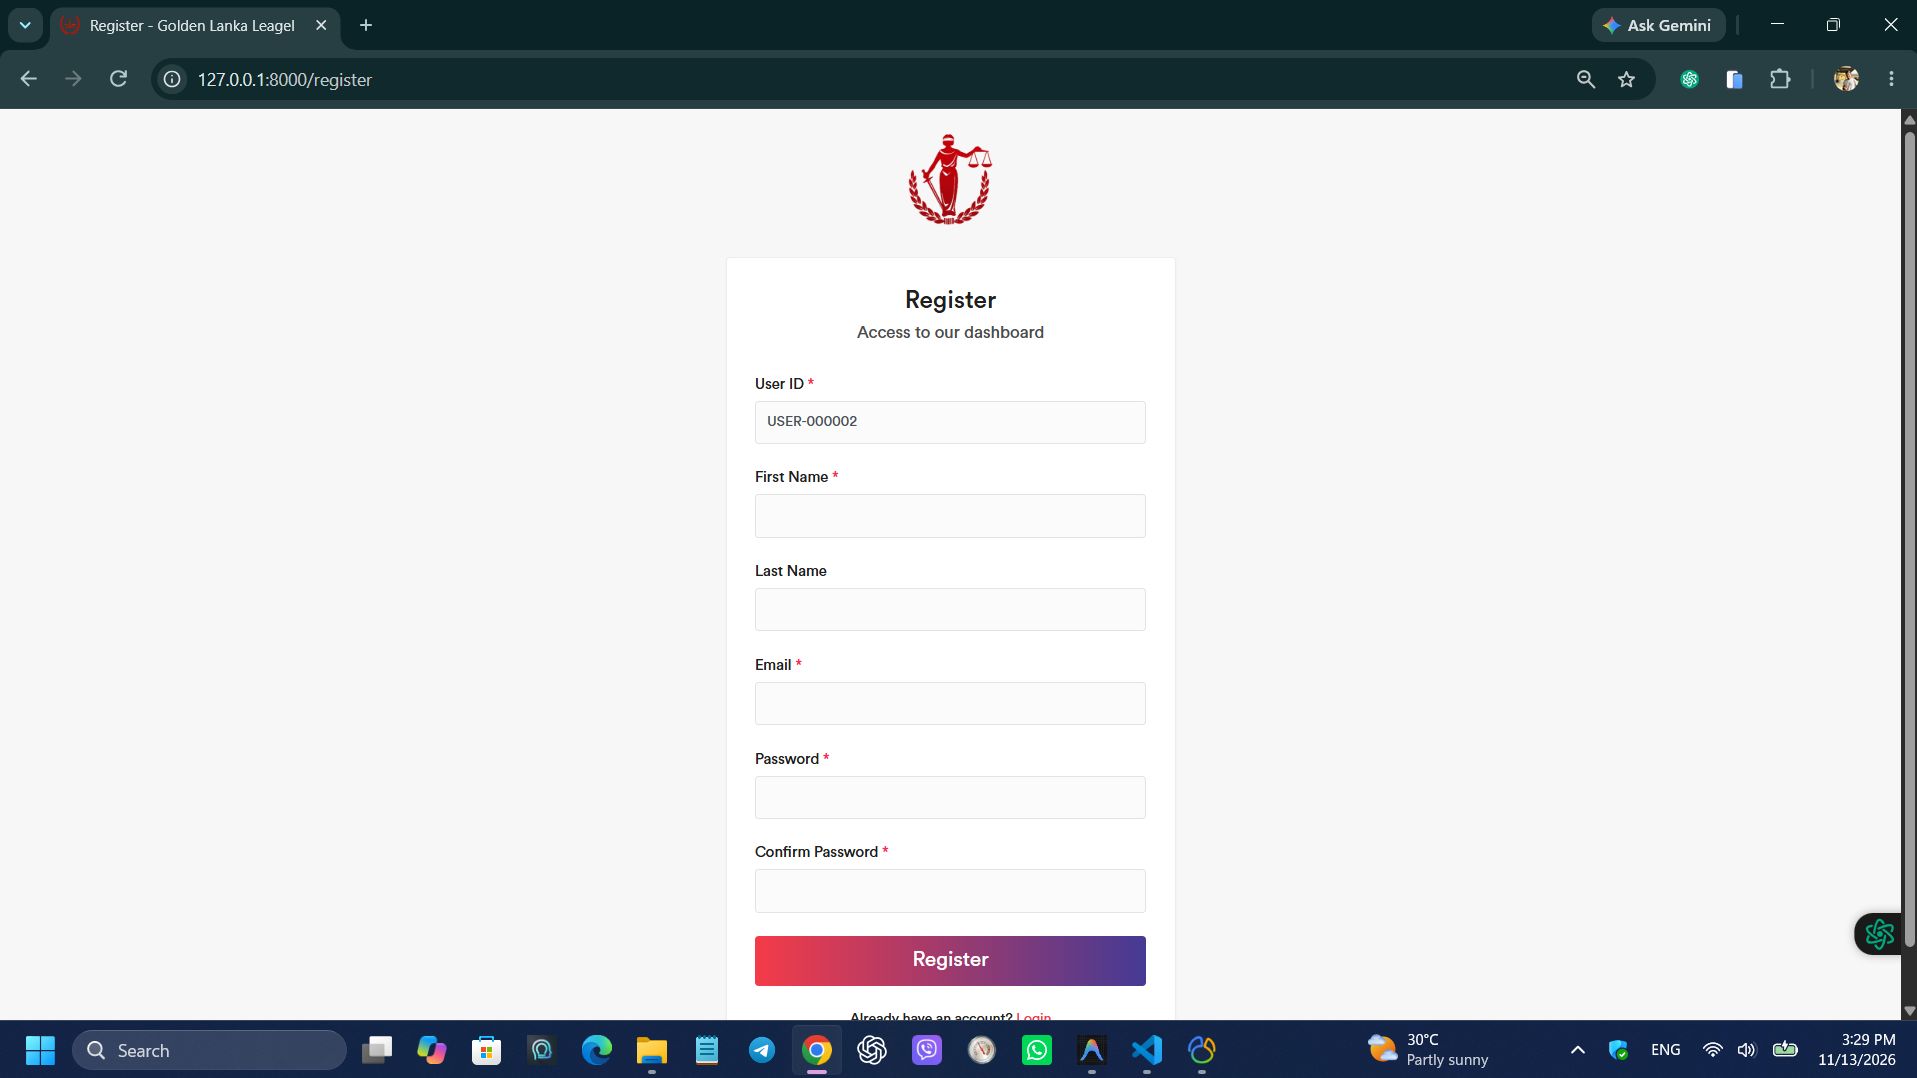 Register - Golden Lanka Leagel
Ask Gemini
127.0.0.1:8000/register
Register
Access to our dashboard
User ID *
USER-000002
First Name *
Last Name
Email *
Password *
Confirm Password *
Register
Already have an account? Login
Search
30°C
Partly sunny
ENG
3:29 PM
11/13/2026